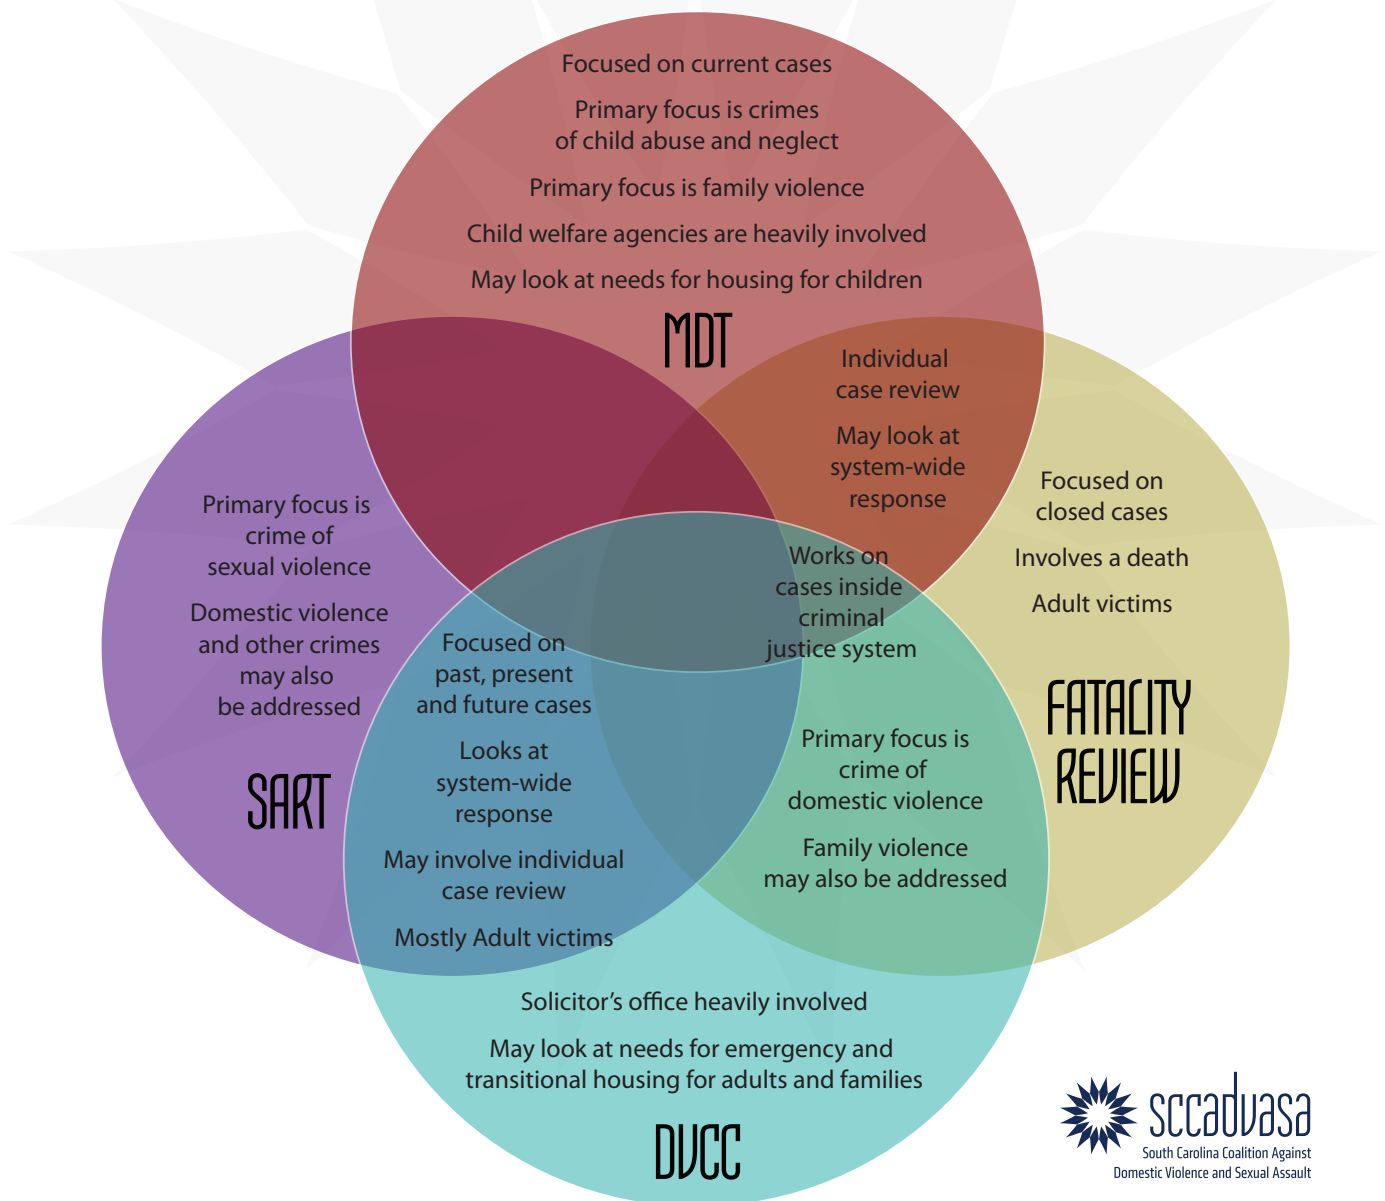 Focused on current cases
Primary focus is crimes
of child abuse and neglect
Primary focus is family violence
Child welfare agencies are heavily involved
May look at needs for housing for children
MDT
Individual
case review
May look at
system-wide
response
Primary focus is
crime of
sexual violence
Domestic violence
and other crimes
may also
be addressed
SART
Works on
cases inside
criminal
justice system
Focused on
closed cases
Involves a death
Adult victims
FATALITY
REVIEW
Focused on
past, present
and future cases
Looks at
system-wide
response
May involve individual
case review
Mostly Adult victims
Primary focus is
crime of
domestic violence
Family violence
may also be addressed
Solicitor’s office heavily involved
May look at needs for emergency and
transitional housing for adults and families
DVCC
sccadvasa
South Carolina Coalition Against
Domestic Violence and Sexual Assault